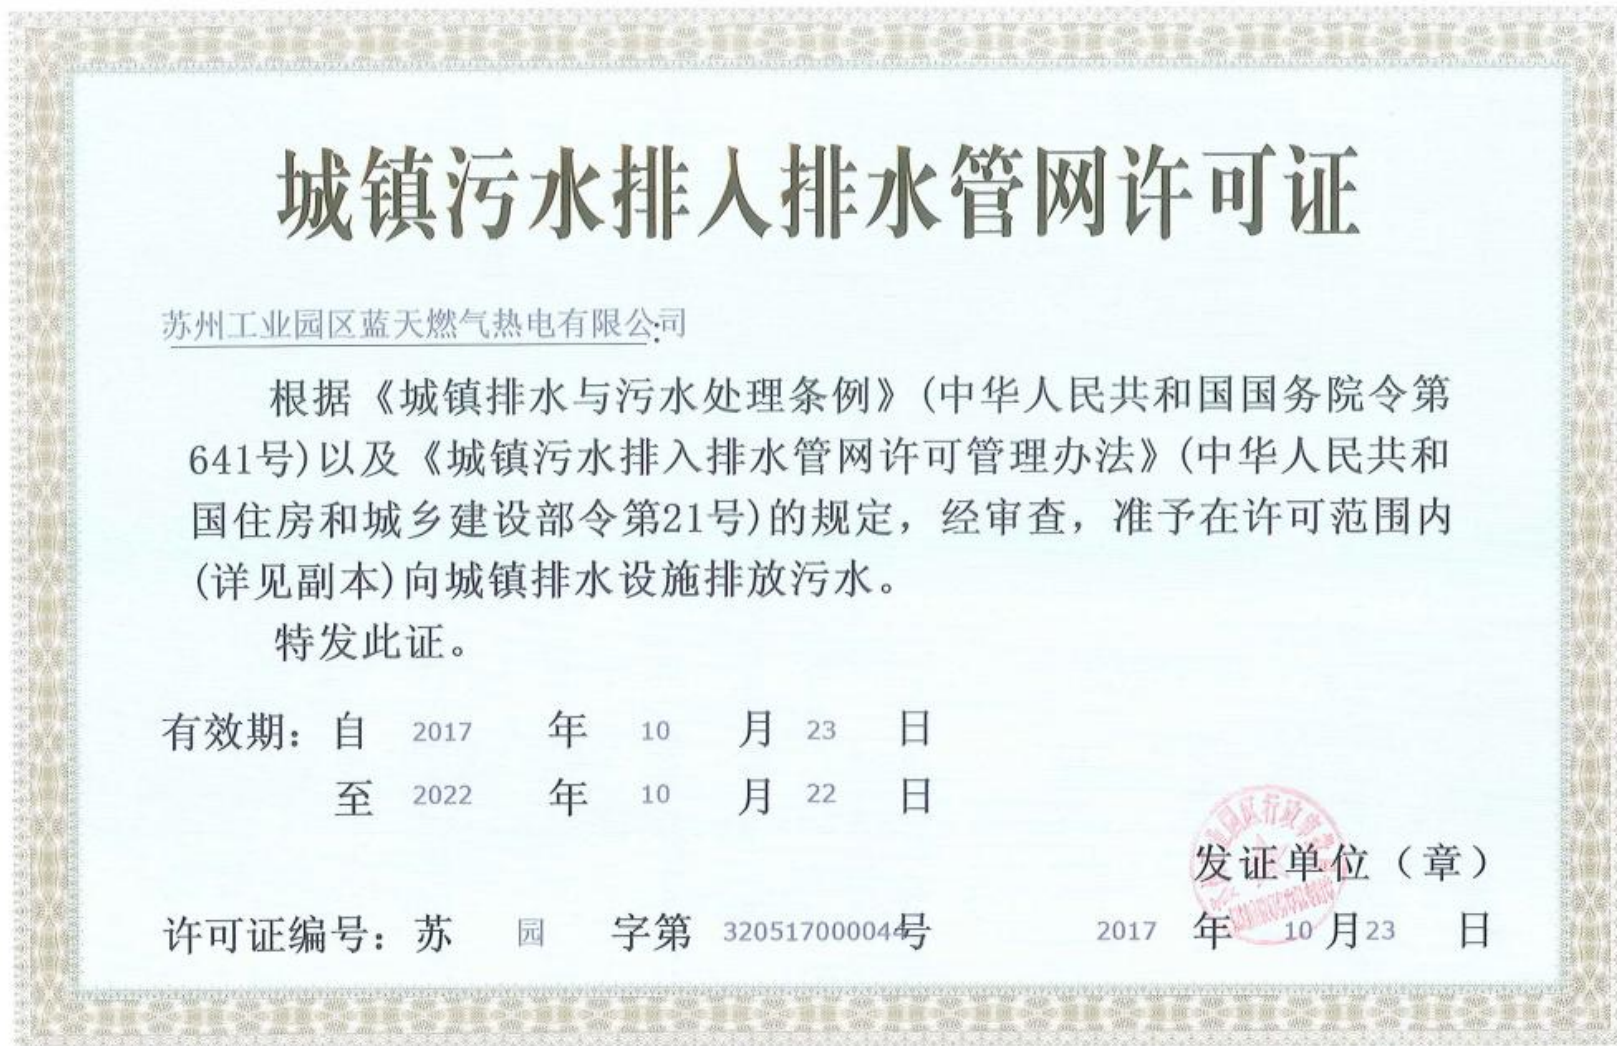 城镇污水排入排水管网许可证
苏州工业园区蓝天燃气热电有限公司:
根据《城镇排水与污水处理条例》(中华人民共和国国务院令第
641号)以及《城镇污水排入排水管网许可管理办法》(中华人民共和
国住房和城乡建设部令第21号)的规定，经审查，准予在许可范围内
(详见副本)向城镇排水设施排放污水。
特发此证。
有效期：自 2017 年 10 月 23 日
至 2022 年 10 月 22 日
发证单位（章）
许可证编号：苏 园 字第 320517000044号
2017 年 10 月 23 日